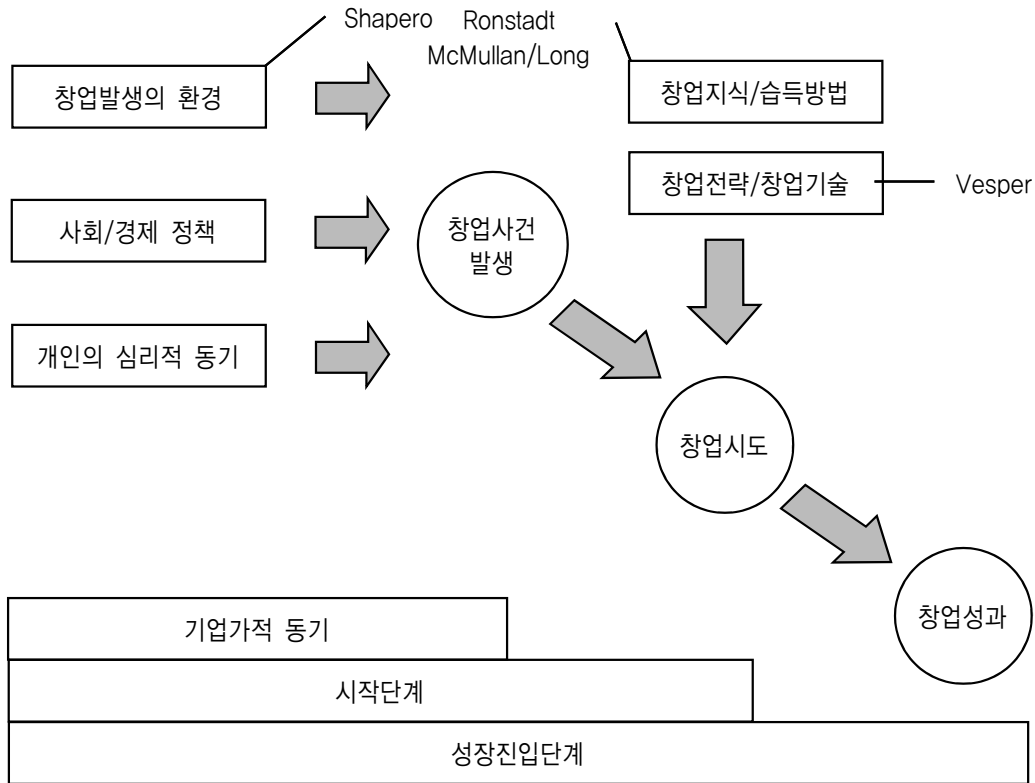 Shapero
Ronstadt
McMullan/Long
창업발생의 환경
창업지식/습득방법
창업전략/창업기술
Vesper
사회/경제 정책
창업사건
발생
개인의 심리적 동기
창업시도
창업성과
기업가적 동기
시작단계
성장진입단계